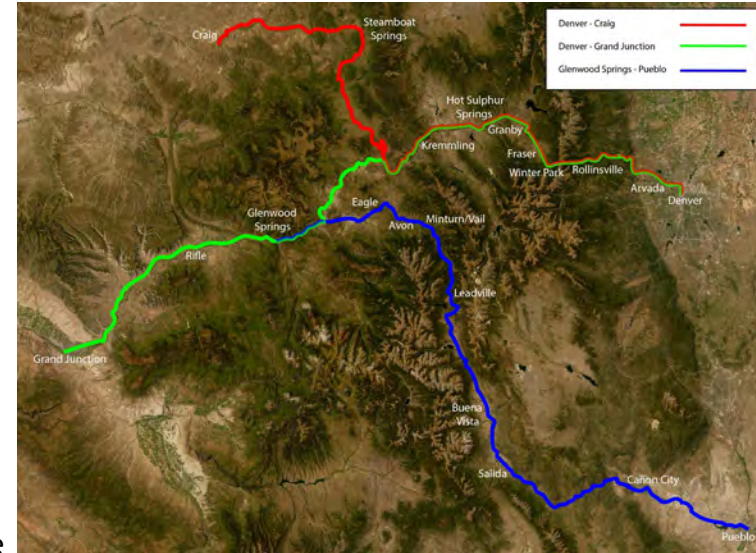 Denver - Craig
Denver - Grand Junction
Glenwood Springs - Pueblo
Craig
Steamboat
Springs
Hot Sulphur
Springs
Granby
Kremmling
Fraser
Winter Park
Rollinsville
Arvada
Denver
Eagle
Glenwood
Springs
Avon
Minturn/Vail
Rifle
Leadville
Grand Junction
Buena
Vista
Salida
Cañon City
Pueblo